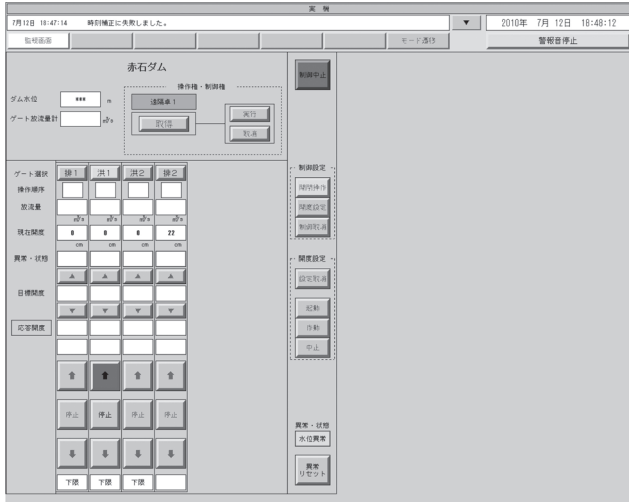 実 機
7月12日 18:47:14 時刻補正に失敗しました。
▼
2010年 7月 12日 18:48:12
監視画面
モード遷移
警報音停止
赤石ダム
制御中止
操作権・制御権
ダム水位 *** m
遠隔卓1
ゲート放流量計 m³/s
取得
実行
取消
ゲート選択 排1 洪1 洪2 排2
操作順序
放流量
m³/s m³/s m³/s m³/s
現在開度 0 0 0 22
cm cm cm cm
異常・状態
▲ ▲ ▲ ▲
目標開度
▼ ▼ ▼ ▼
応答開度
⬆ ⬆ ⬆ ⬆
停止 停止 停止 停止
⬇ ⬇ ⬇ ⬇
下限 下限 下限
制御設定
開閉操作
開度設定
制御取消
開度設定
設定取消
起動
作動
中止
異常・状態
水位異常
異常
リセット